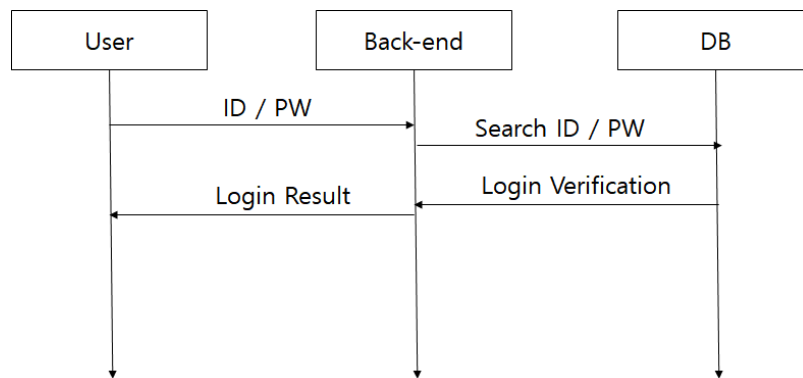 User
Back-end
DB
ID / PW
Search ID / PW
Login Verification
Login Result